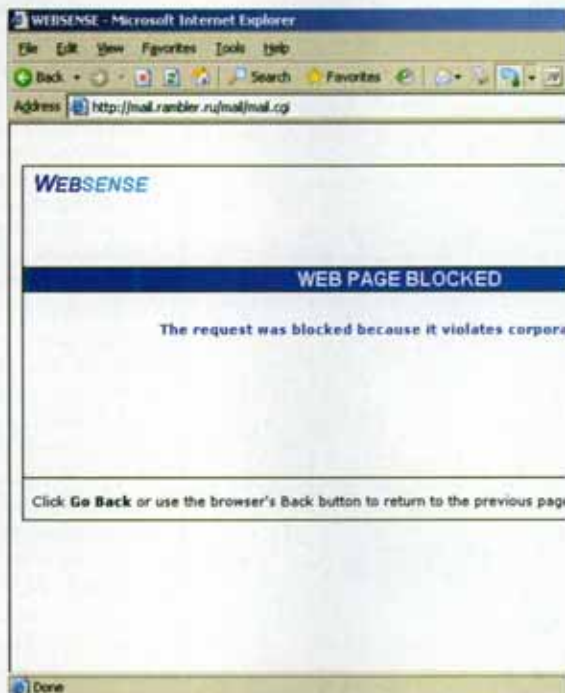 WEBSENSE - Microsoft Internet Explorer
File Edit View Favorites Tools Help
Back Search Favorites
Address http://mail.rambler.ru/mail/mail.cgi
WEBSENSE
WEB PAGE BLOCKED
The request was blocked because it violates corpora
Click Go Back or use the browser's Back button to return to the previous page
Done